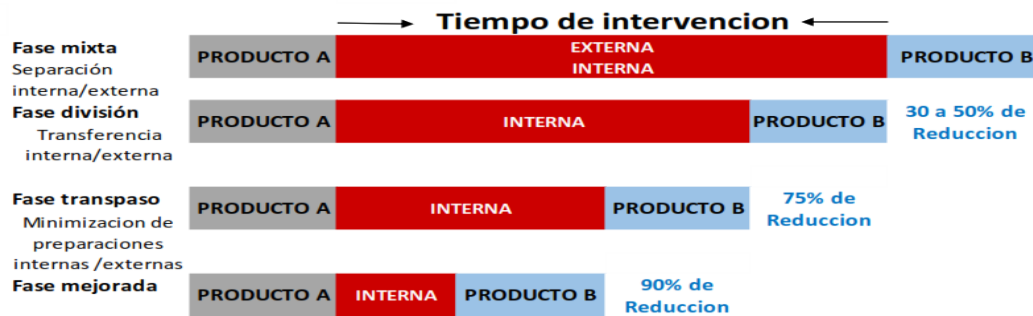 Tiempo de intervencion
Fase mixta
Separación
interna/externa
PRODUCTO A
EXTERNA
INTERNA
PRODUCTO B
Fase división
Transferencia
interna/externa
PRODUCTO A
INTERNA
PRODUCTO B
30 a 50% de
Reduccion
Fase transpaso
Minimizacion de
preparaciones
internas /externas
PRODUCTO A
INTERNA
PRODUCTO B
75% de
Reduccion
Fase mejorada
PRODUCTO A
INTERNA
PRODUCTO B
90% de
Reduccion